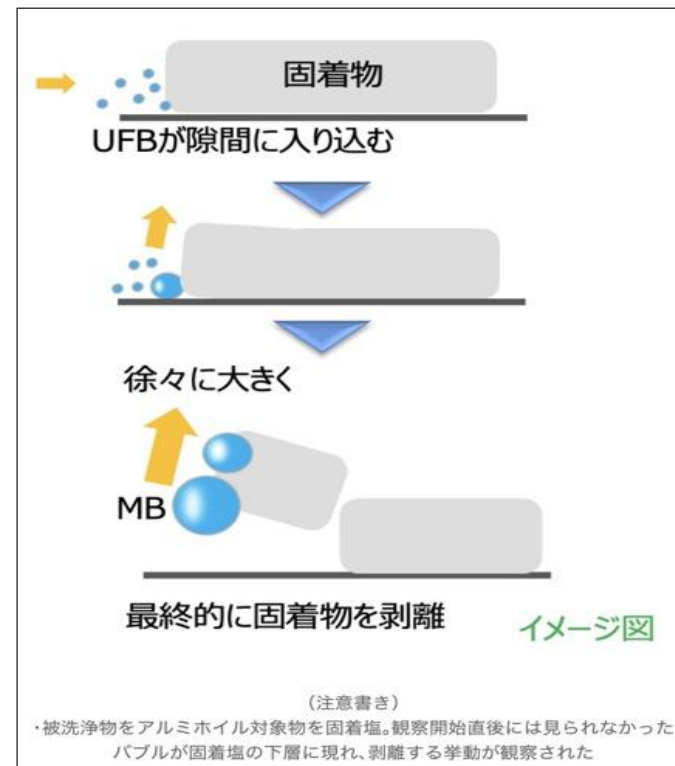 固着物
UFBが隙間に入り込む
徐々に大きく
MB
最終的に固着物を剥離
イメージ図
（注意書き）
・被洗浄物をアルミホイル対象物を固着塩。観察開始直後には見られなかった
バブルが固着塩の下層に現れ、剥離する挙動が観察された